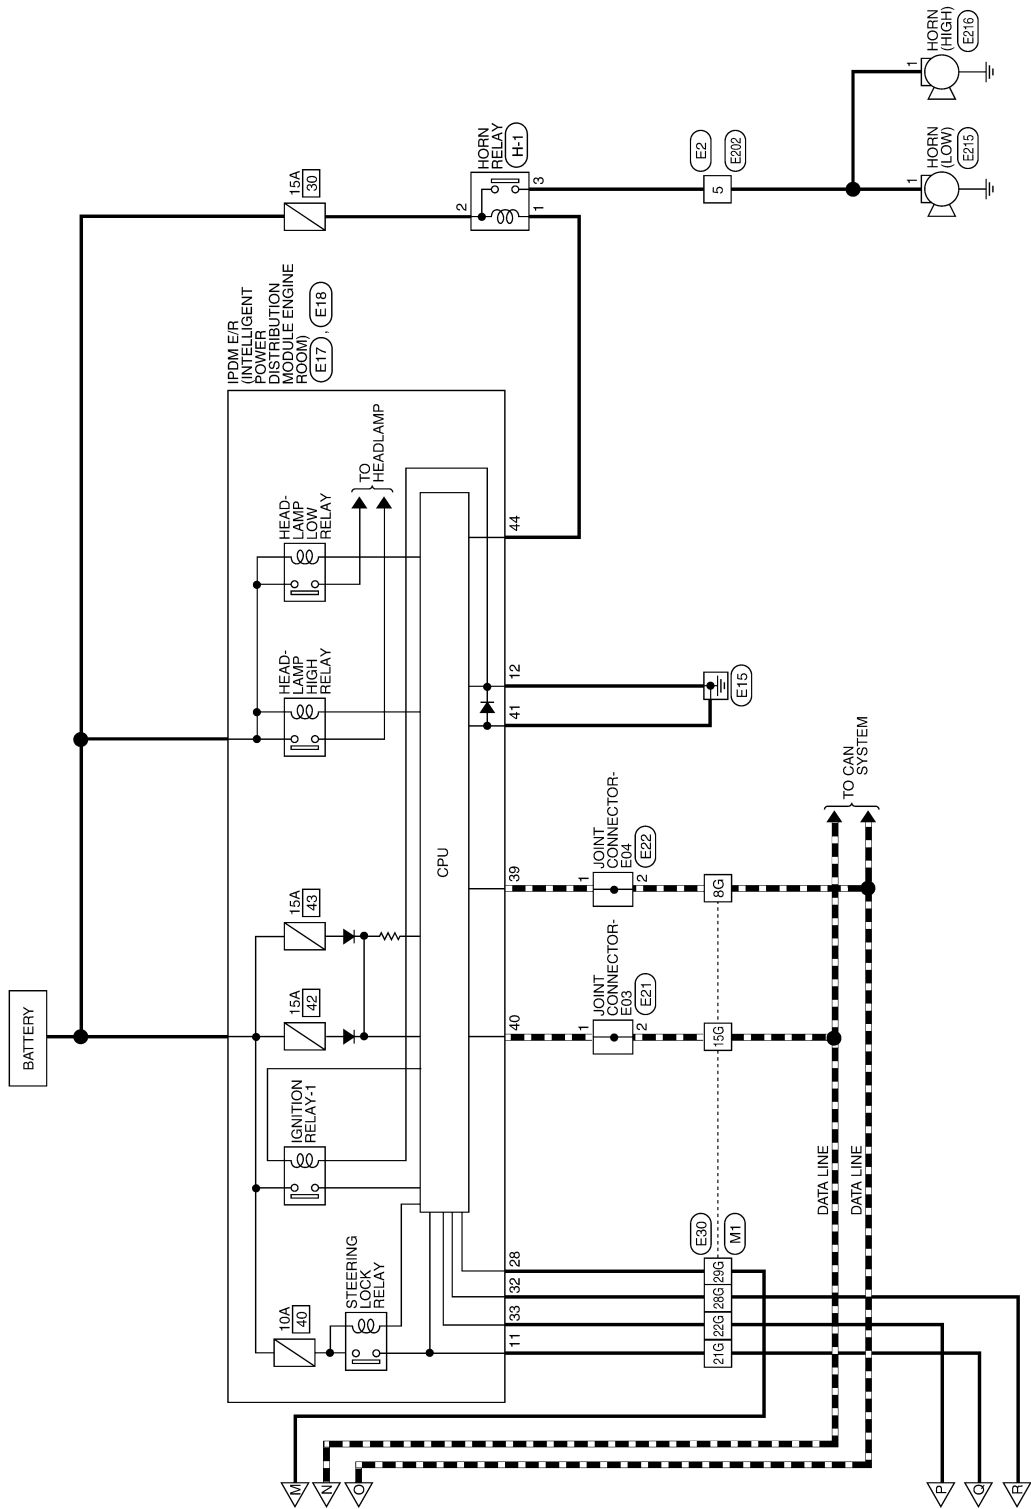 BATTERY
15A
30
HORN
RELAY
H-1
2
3
1
E2
E202
5
1
HORN
(HIGH)
E216
1
HORN
(LOW)
E215
IPDM E/R
(INTELLIGENT
POWER
DISTRIBUTION
MODULE ENGINE
ROOM)
E17 , E18
10A
40
STEERING
LOCK
RELAY
IGNITION
RELAY-1
15A
42
15A
43
HEAD-
LAMP
HIGH
RELAY
HEAD-
LAMP
LOW
RELAY
TO
HEADLAMP
CPU
11
33
32
28
40
39
41
12
44
1
JOINT
CONNECTOR-
E03
E21
2
1
JOINT
CONNECTOR-
E04
E22
2
E15
21G
22G
28G
29G
E30
M1
15G
8G
DATA LINE
DATA LINE
TO CAN
SYSTEM
M
N
O
P
Q
R